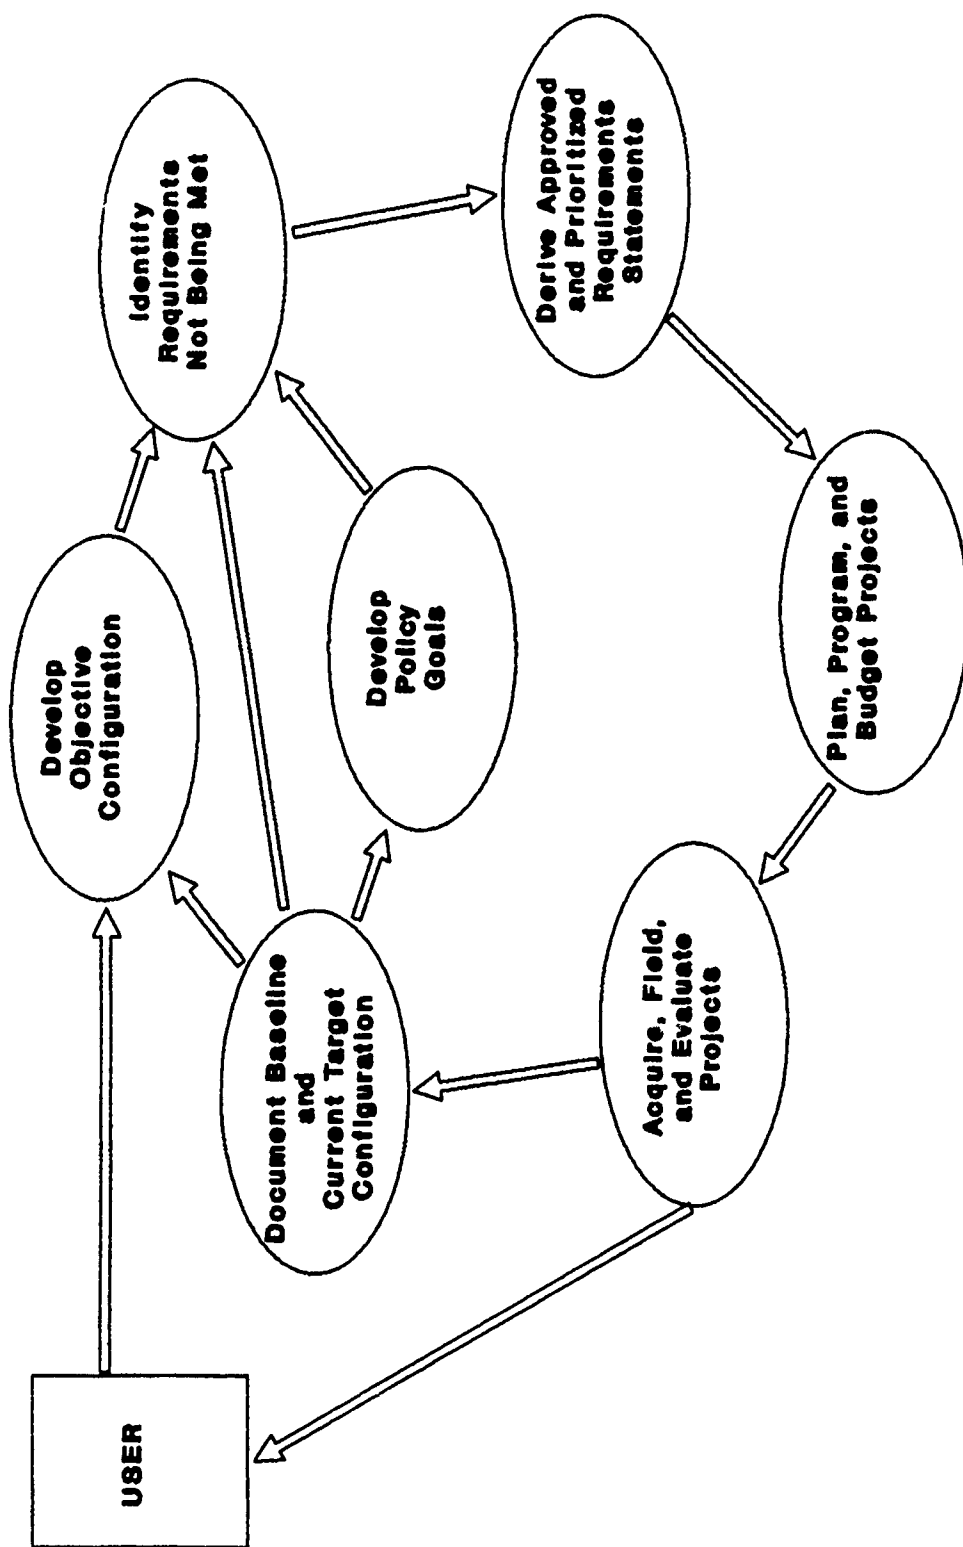 USER
Develop
Objective
Configuration
Identify
Requirements
Not Being Met
Document Baseline
and
Current Target
Configuration
Develop
Policy
Goals
Derive Approved
and Prioritized
Requirements
Statements
Acquire, Field,
and Evaluate
Projects
Plan, Program, and
Budget Projects